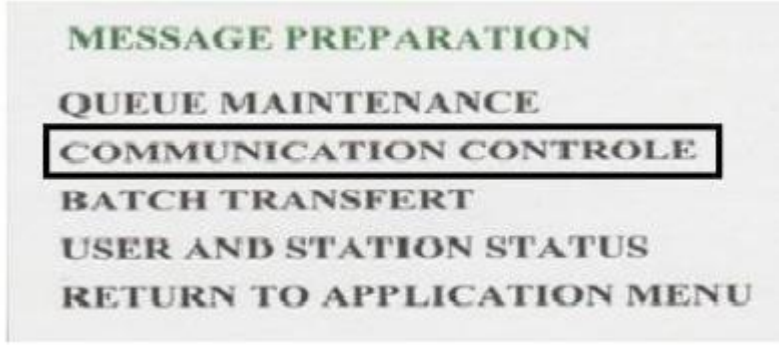 MESSAGE PREPARATION
QUEUE MAINTENANCE
COMMUNICATION CONTROLE
BATCH TRANSFERT
USER AND STATION STATUS
RETURN TO APPLICATION MENU